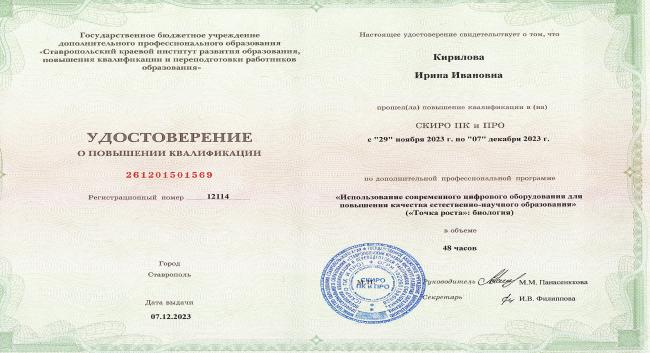 Государственное бюджетное учреждение
дополнительного профессионального образования
«Ставропольский краевой институт развития образования,
повышения квалификации и переподготовки работников
образования»
УДОСТОВЕРЕНИЕ
О ПОВЫШЕНИИ КВАЛИФИКАЦИИ
261201501569
Регистрационный номер 12114
Город
Ставрополь
Дата выдачи
07.12.2023
Настоящее удостоверение свидетельствует о том, что
Кирилова
Ирина Ивановна
прошел(ла) повышение квалификации в (на)
СКИРО ПК и ПРО
с "29" ноября 2023 г. по "07" декабря 2023 г.
по дополнительной профессиональной программе
«Использование современного цифрового оборудования для
повышения качества естественно-научного образования»
(«Точка роста»: биология)
в объеме
48 часов
М.П.
СКИРО
ПК и ПРО
Руководитель М.М. Панасенкова
Секретарь И.В. Филиппова